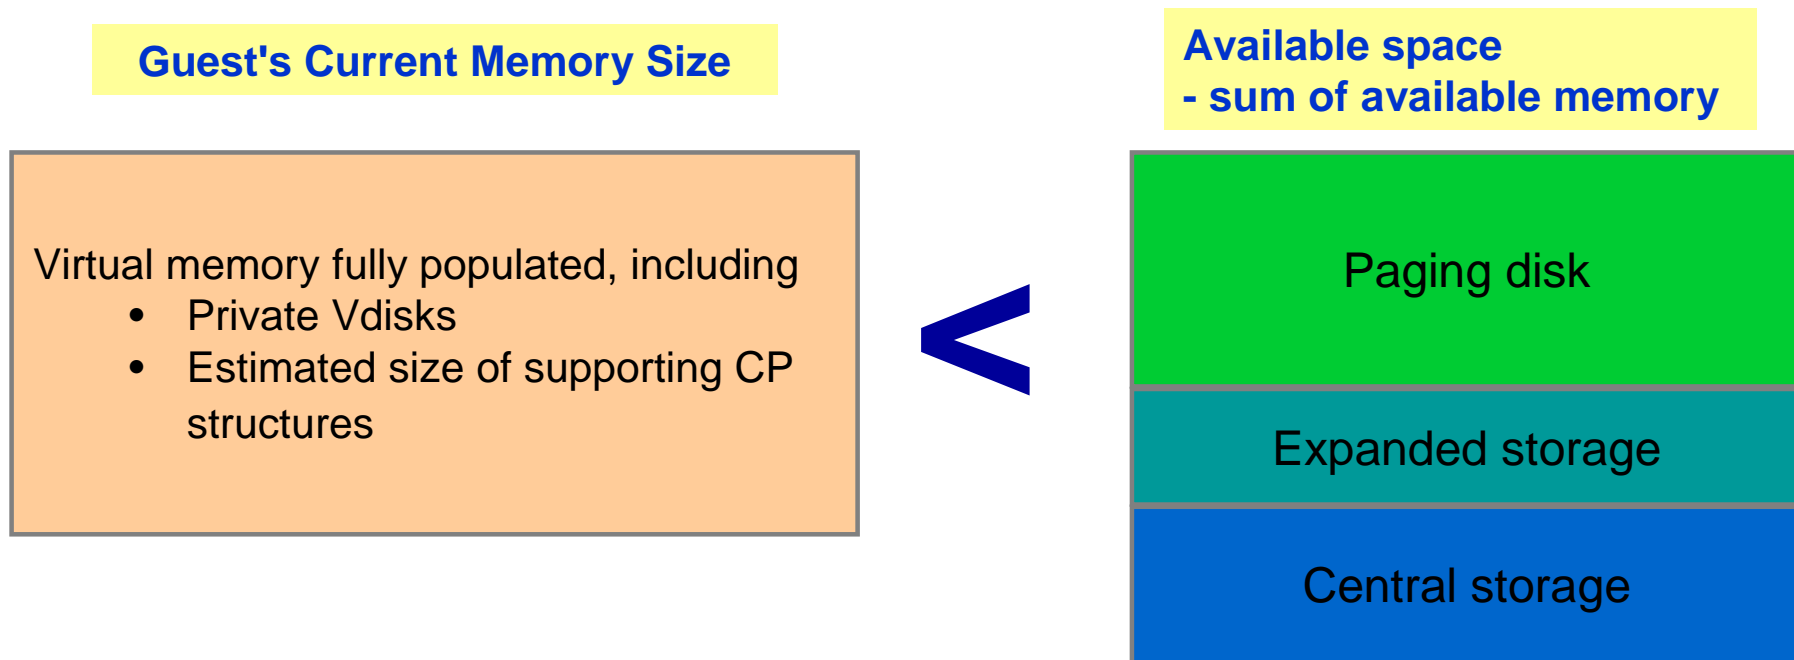 Guest's Current Memory Size
Available space
- sum of available memory
Virtual memory fully populated, including
• Private Vdisks
• Estimated size of supporting CP
structures
<
Paging disk
Expanded storage
Central storage